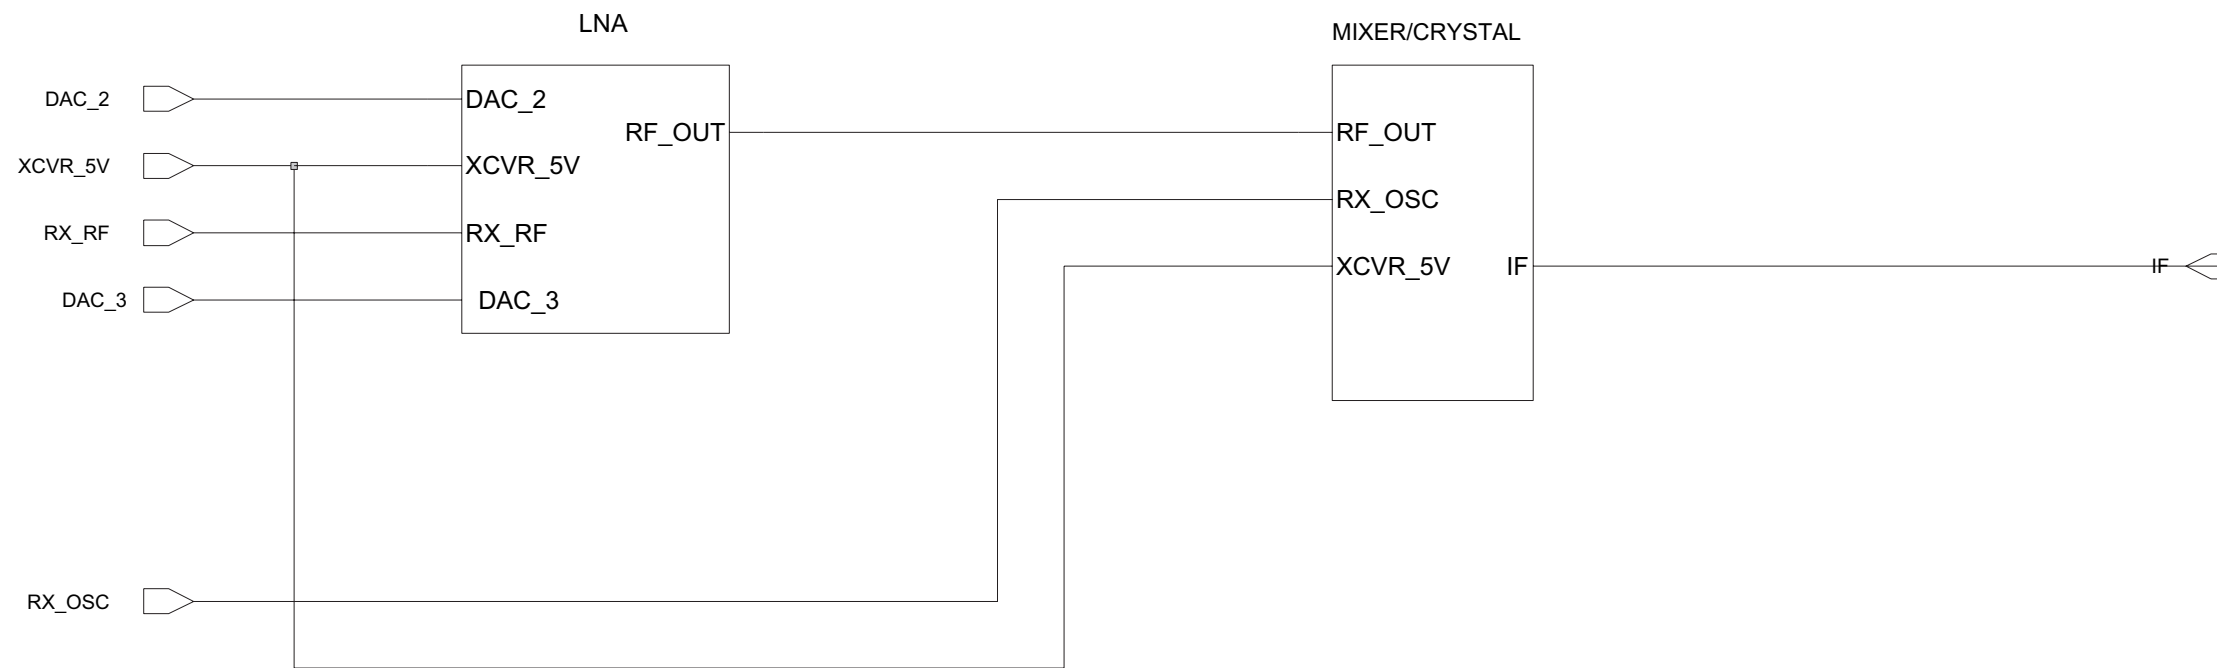 LNA
MIXER/CRYSTAL
DAC_2
DAC_2
RF_OUT
RF_OUT
XCVR_5V
XCVR_5V
RX_OSC
RX_RF
RX_RF
XCVR_5V
IF
IF
DAC_3
DAC_3
RX_OSC